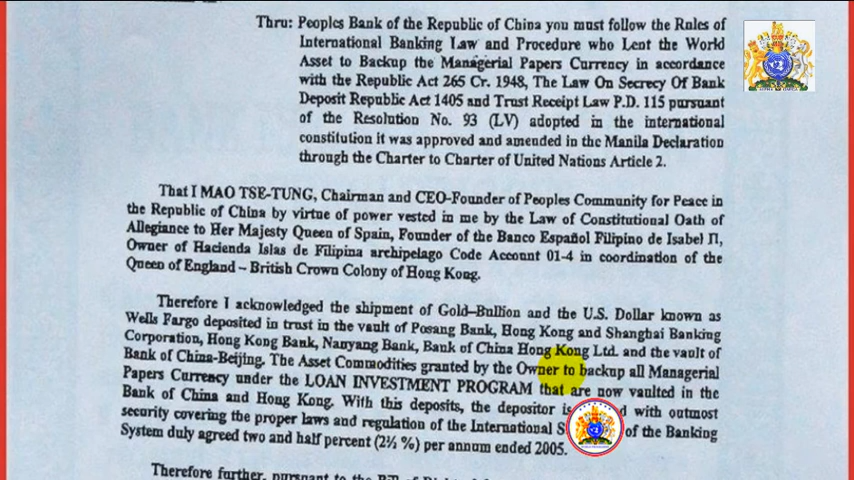 Thru: Peoples Bank of the Republic of China you must follow the Rules of
International Banking Law and Procedure who Lent the World
Asset to Backup the Managerial Papers Currency in accordance
with the Republic Act 265 Cr. 1948, The Law On Secrecy Of Bank
Deposit Republic Act 1405 and Trust Receipt Law P.D. 115 pursuant
of the Resolution No. 93 (LV) adopted in the international
constitution it was approved and amended in the Manila Declaration
through the Charter to Charter of United Nations Article 2.
That I MAO TSE-TUNG, Chairman and CEO-Founder of Peoples Community for Peace in
the Republic of China by virtue of power vested in me by the Law of Constitutional Oath of
Allegiance to Her Majesty Queen of Spain, Founder of the Banco Español Filipino de Isabel II,
Owner of Hacienda Islas de Filipina archipelago Code Account 01-4 in coordination of the
Queen of England – British Crown Colony of Hong Kong.
Therefore I acknowledged the shipment of Gold–Bullion and the U.S. Dollar known as
Wells Fargo deposited in trust in the vault of Posang Bank, Hong Kong and Shanghai Banking
Corporation, Hong Kong Bank, Nanyang Bank, Bank of China Hong Kong Ltd. and the vault of
Bank of China-Beijing. The Asset Commodities granted by the Owner to backup all Managerial
Papers Currency under the LOAN INVESTMENT PROGRAM that are now vaulted in the
Bank of China and Hong Kong. With this deposits, the depositor is with outmost
security covering the proper laws and regulation of the International of the Banking
System duly agreed two and half percent (2½ %) per annum ended 2005.
Therefore further, pursuant to the